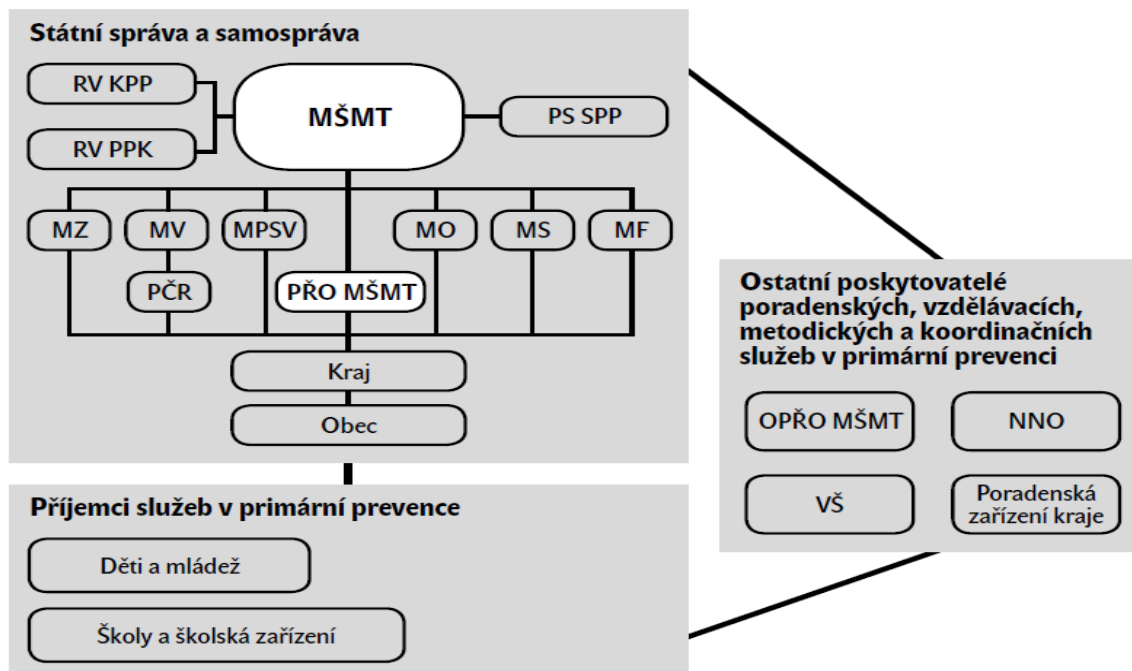 Státní správa a samospráva
RV KPP
MŠMT
PS SPP
RV PPK
MZ
MV
MPSV
MO
MS
MF
PČR
PŘO MŠMT
Kraj
Obec
Ostatní poskytovatelé
poradenských, vzdělávacích,
metodických a koordinačních
služeb v primární prevenci
OPŘO MŠMT
NNO
VŠ
Poradenská
zařízení kraje
Příjemci služeb v primární prevence
Děti a mládež
Školy a školská zařízení